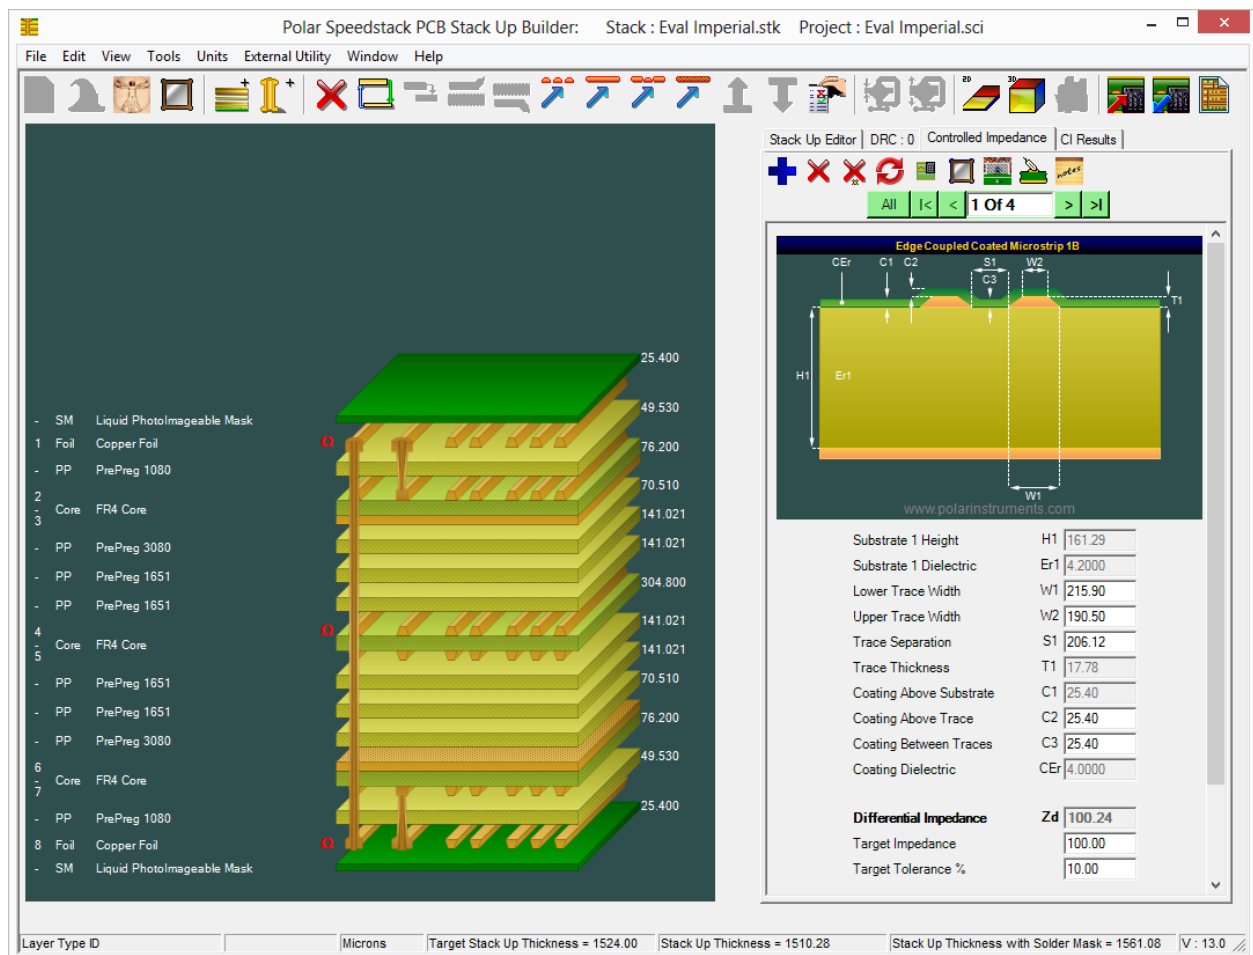 Polar Speedstack PCB Stack Up Builder: Stack : Eval Imperial.stk Project : Eval Imperial.sci
File Edit View Tools Units External Utility Window Help
2D 3D
Stack Up Editor DRC : 0 Controlled Impedance CI Results
notes
All |< < 1 Of 4 > >|
Edge Coupled Coated Microstrip 1B
CEr C1 C2 S1 W2
C3
T1
H1 Er1
W1
www.polarinstruments.com
25.400
49.530
76.200
70.510
141.021
141.021
304.800
141.021
141.021
70.510
76.200
49.530
25.400
- SM Liquid PhotoImageable Mask
1 Foil Copper Foil Ω
- PP PrePreg 1080
2 - 3 Core FR4 Core
- PP PrePreg 3080
- PP PrePreg 1651
- PP PrePreg 1651
4 - 5 Core FR4 Core Ω
- PP PrePreg 1651
- PP PrePreg 1651
- PP PrePreg 3080
6 - 7 Core FR4 Core
- PP PrePreg 1080
8 Foil Copper Foil Ω
- SM Liquid PhotoImageable Mask
Substrate 1 Height H1 161.29
Substrate 1 Dielectric Er1 4.2000
Lower Trace Width W1 215.90
Upper Trace Width W2 190.50
Trace Separation S1 206.12
Trace Thickness T1 17.78
Coating Above Substrate C1 25.40
Coating Above Trace C2 25.40
Coating Between Traces C3 25.40
Coating Dielectric CEr 4.0000
Differential Impedance Zd 100.24
Target Impedance 100.00
Target Tolerance % 10.00
Layer Type ID Microns Target Stack Up Thickness = 1524.00 Stack Up Thickness = 1510.28 Stack Up Thickness with Solder Mask = 1561.08 V : 13.0